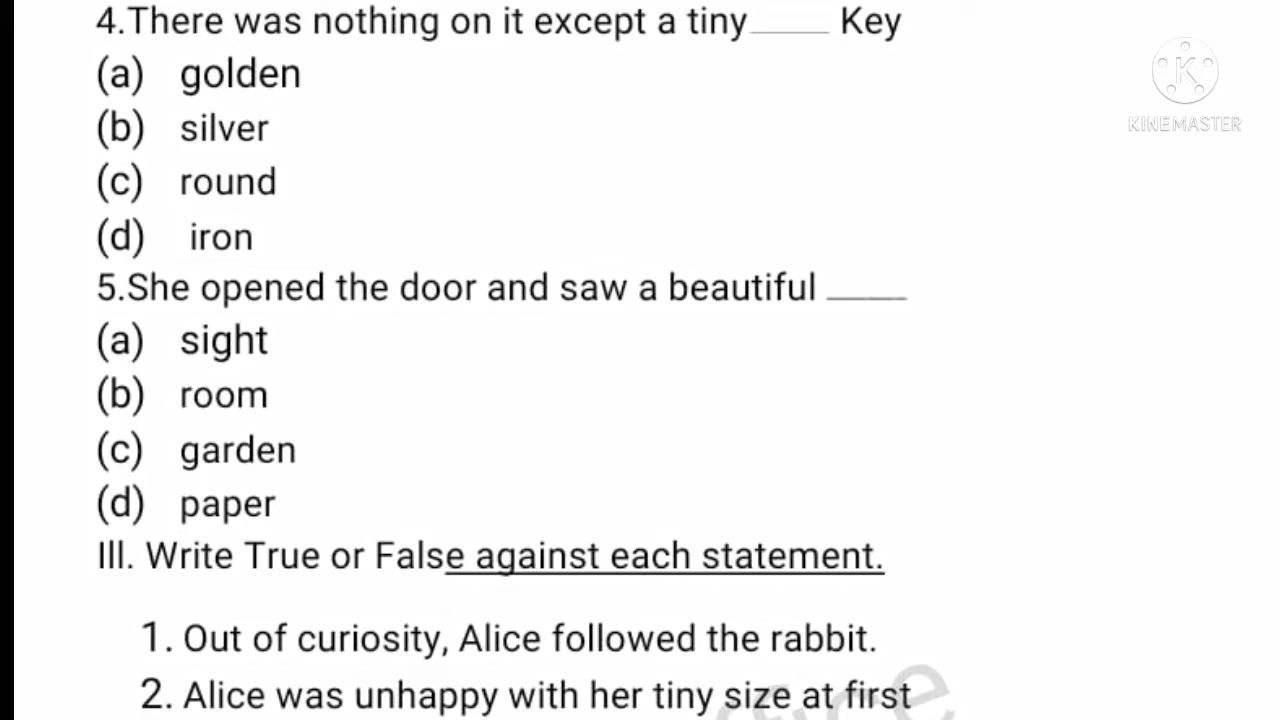 4.There was nothing on it except a tiny____ Key
(a) golden
(b) silver
(c) round
(d) iron
5.She opened the door and saw a beautiful ____
(a) sight
(b) room
(c) garden
(d) paper
III. Write True or False against each statement.
1. Out of curiosity, Alice followed the rabbit.
2. Alice was unhappy with her tiny size at first
K
KINEMASTER